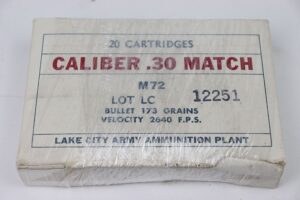 20 CARTRIDGES
CALIBER .30 MATCH
M72
LOT LC 12251
BULLET 173 GRAINS
VELOCITY 2640 F.P.S.
LAKE CITY ARMY AMMUNITION PLANT